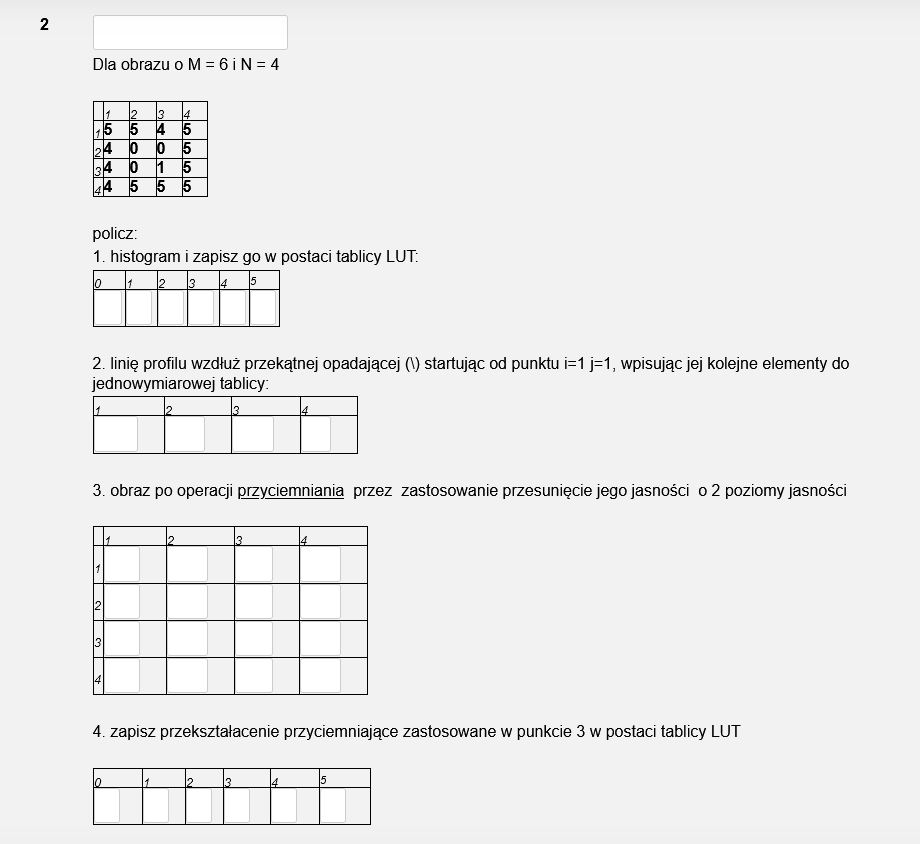 2
Dla obrazu o M = 6 i N = 4
1 2 3 4
1 5 5 4 5
2 4 0 0 5
3 4 0 1 5
4 4 5 5 5
policz:
1. histogram i zapisz go w postaci tablicy LUT:
0 1 2 3 4 5
2. linię profilu wzdłuż przekątnej opadającej (\) startując od punktu i=1 j=1, wpisując jej kolejne elementy do
jednowymiarowej tablicy:
1 2 3 4
3. obraz po operacji przyciemniania przez zastosowanie przesunięcie jego jasności o 2 poziomy jasności
1 2 3 4
1
2
3
4
4. zapisz przekształacenie przyciemniające zastosowane w punkcie 3 w postaci tablicy LUT
0 1 2 3 4 5